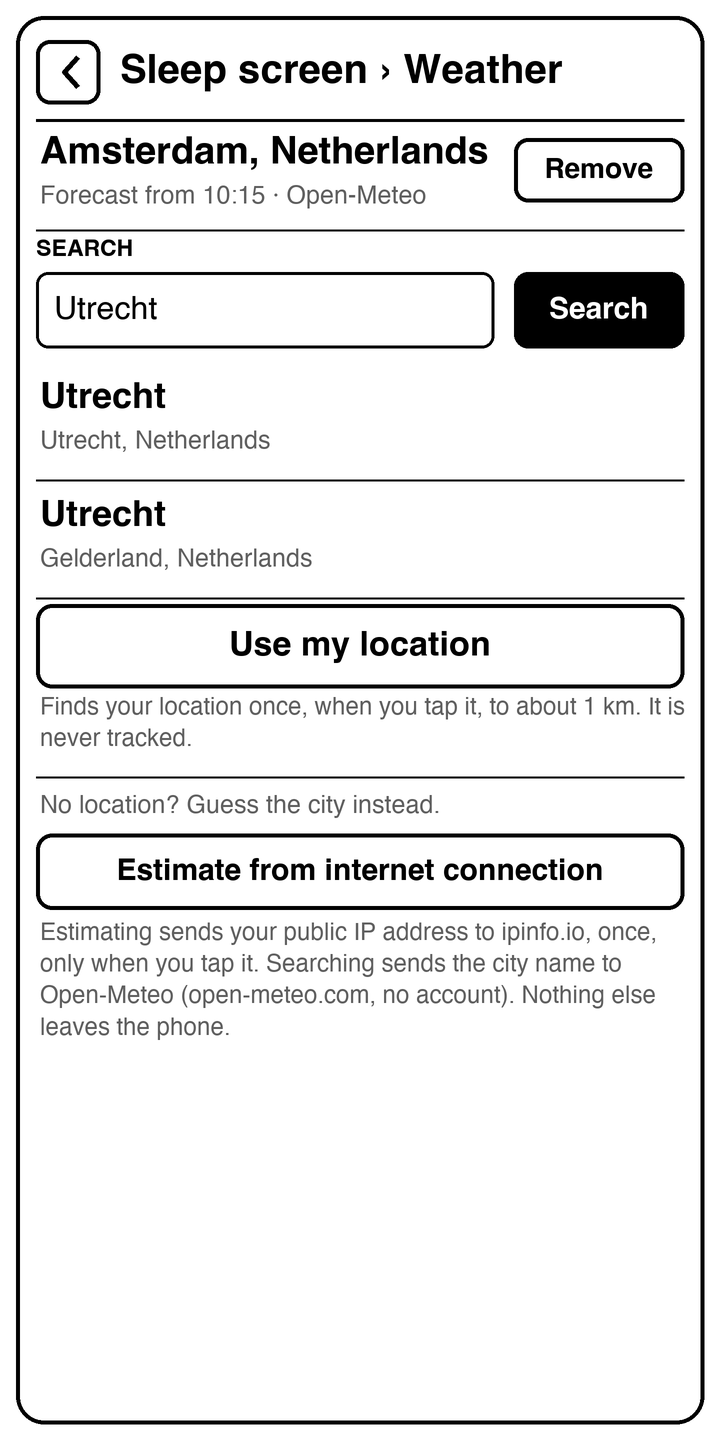 Sleep screen › Weather
Amsterdam, Netherlands
Remove
Forecast from 10:15 · Open-Meteo
SEARCH
Utrecht
Search
Utrecht
Utrecht, Netherlands
Utrecht
Gelderland, Netherlands
Use my location
Finds your location once, when you tap it, to about 1 km. It is
never tracked.
No location? Guess the city instead.
Estimate from internet connection
Estimating sends your public IP address to ipinfo.io, once,
only when you tap it. Searching sends the city name to
Open-Meteo (open-meteo.com, no account). Nothing else
leaves the phone.